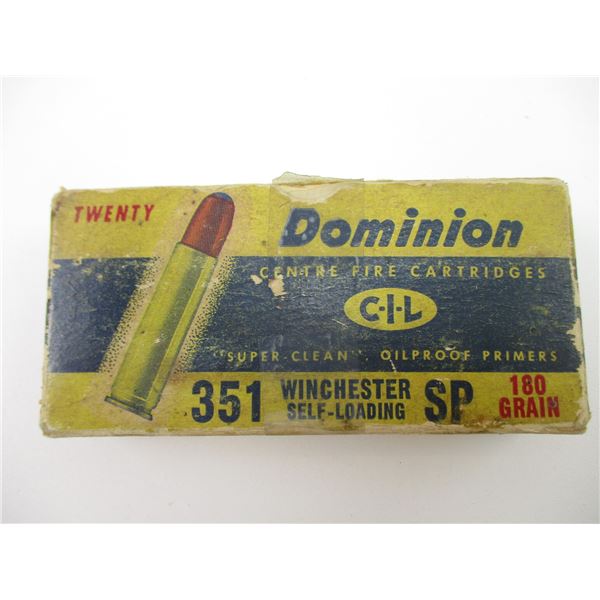 TWENTY
Dominion
CENTRE FIRE CARTRIDGES
C-I-L
"SUPER-CLEAN", OILPROOF PRIMERS
351 WINCHESTER SELF-LOADING SP 180 GRAIN